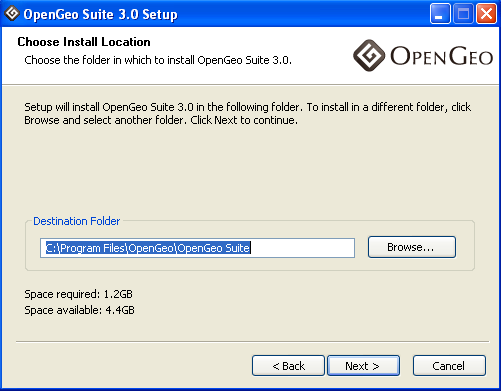 OpenGeo Suite 3.0 Setup
Choose Install Location
Choose the folder in which to install OpenGeo Suite 3.0.
OPENGEO
Setup will install OpenGeo Suite 3.0 in the following folder. To install in a different folder, click
Browse and select another folder. Click Next to continue.
Destination Folder
C:\Program Files\OpenGeo\OpenGeo Suite
Browse...
Space required: 1.2GB
Space available: 4.4GB
< Back
Next >
Cancel